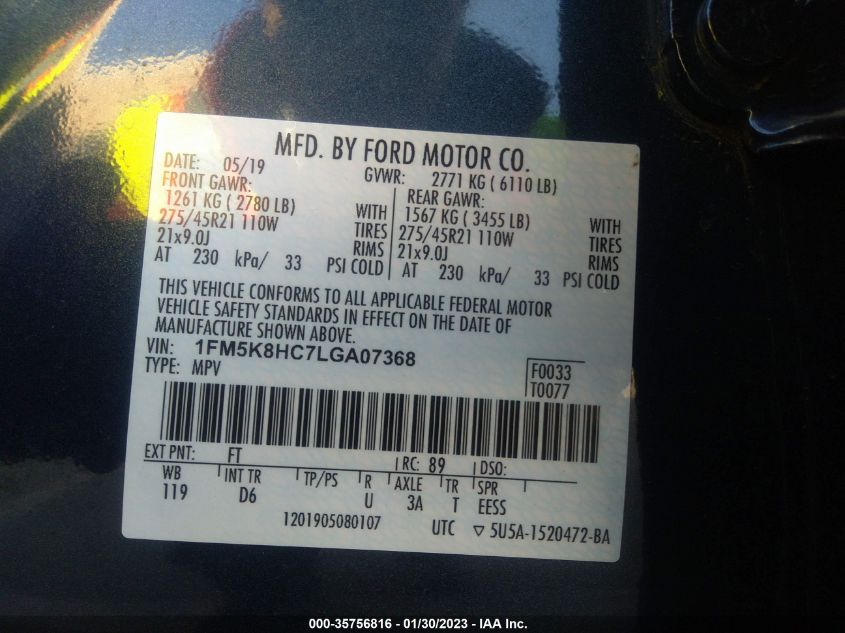 MFD. BY FORD MOTOR CO.
DATE: 05/19 GVWR: 2771 KG ( 6110 LB)
FRONT GAWR: REAR GAWR:
1261 KG ( 2780 LB) WITH 1567 KG ( 3455 LB) WITH
275/45R21 110W TIRES 275/45R21 110W TIRES
21x9.0J RIMS 21x9.0J RIMS
AT 230 kPa/ 33 PSI COLD AT 230 kPa/ 33 PSI COLD
THIS VEHICLE CONFORMS TO ALL APPLICABLE FEDERAL MOTOR
VEHICLE SAFETY STANDARDS IN EFFECT ON THE DATE OF
MANUFACTURE SHOWN ABOVE.
VIN: 1FM5K8HC7LGA07368
TYPE: MPV
F0033
T0077
EXT PNT: FT RC: 89 DSO:
WB INT TR TP/PS R AXLE TR SPR
119 D6 U 3A T EESS
1201905080107 UTC ▽ 5U5A-1520472-BA
000-35756816 - 01/30/2023 - IAA Inc.